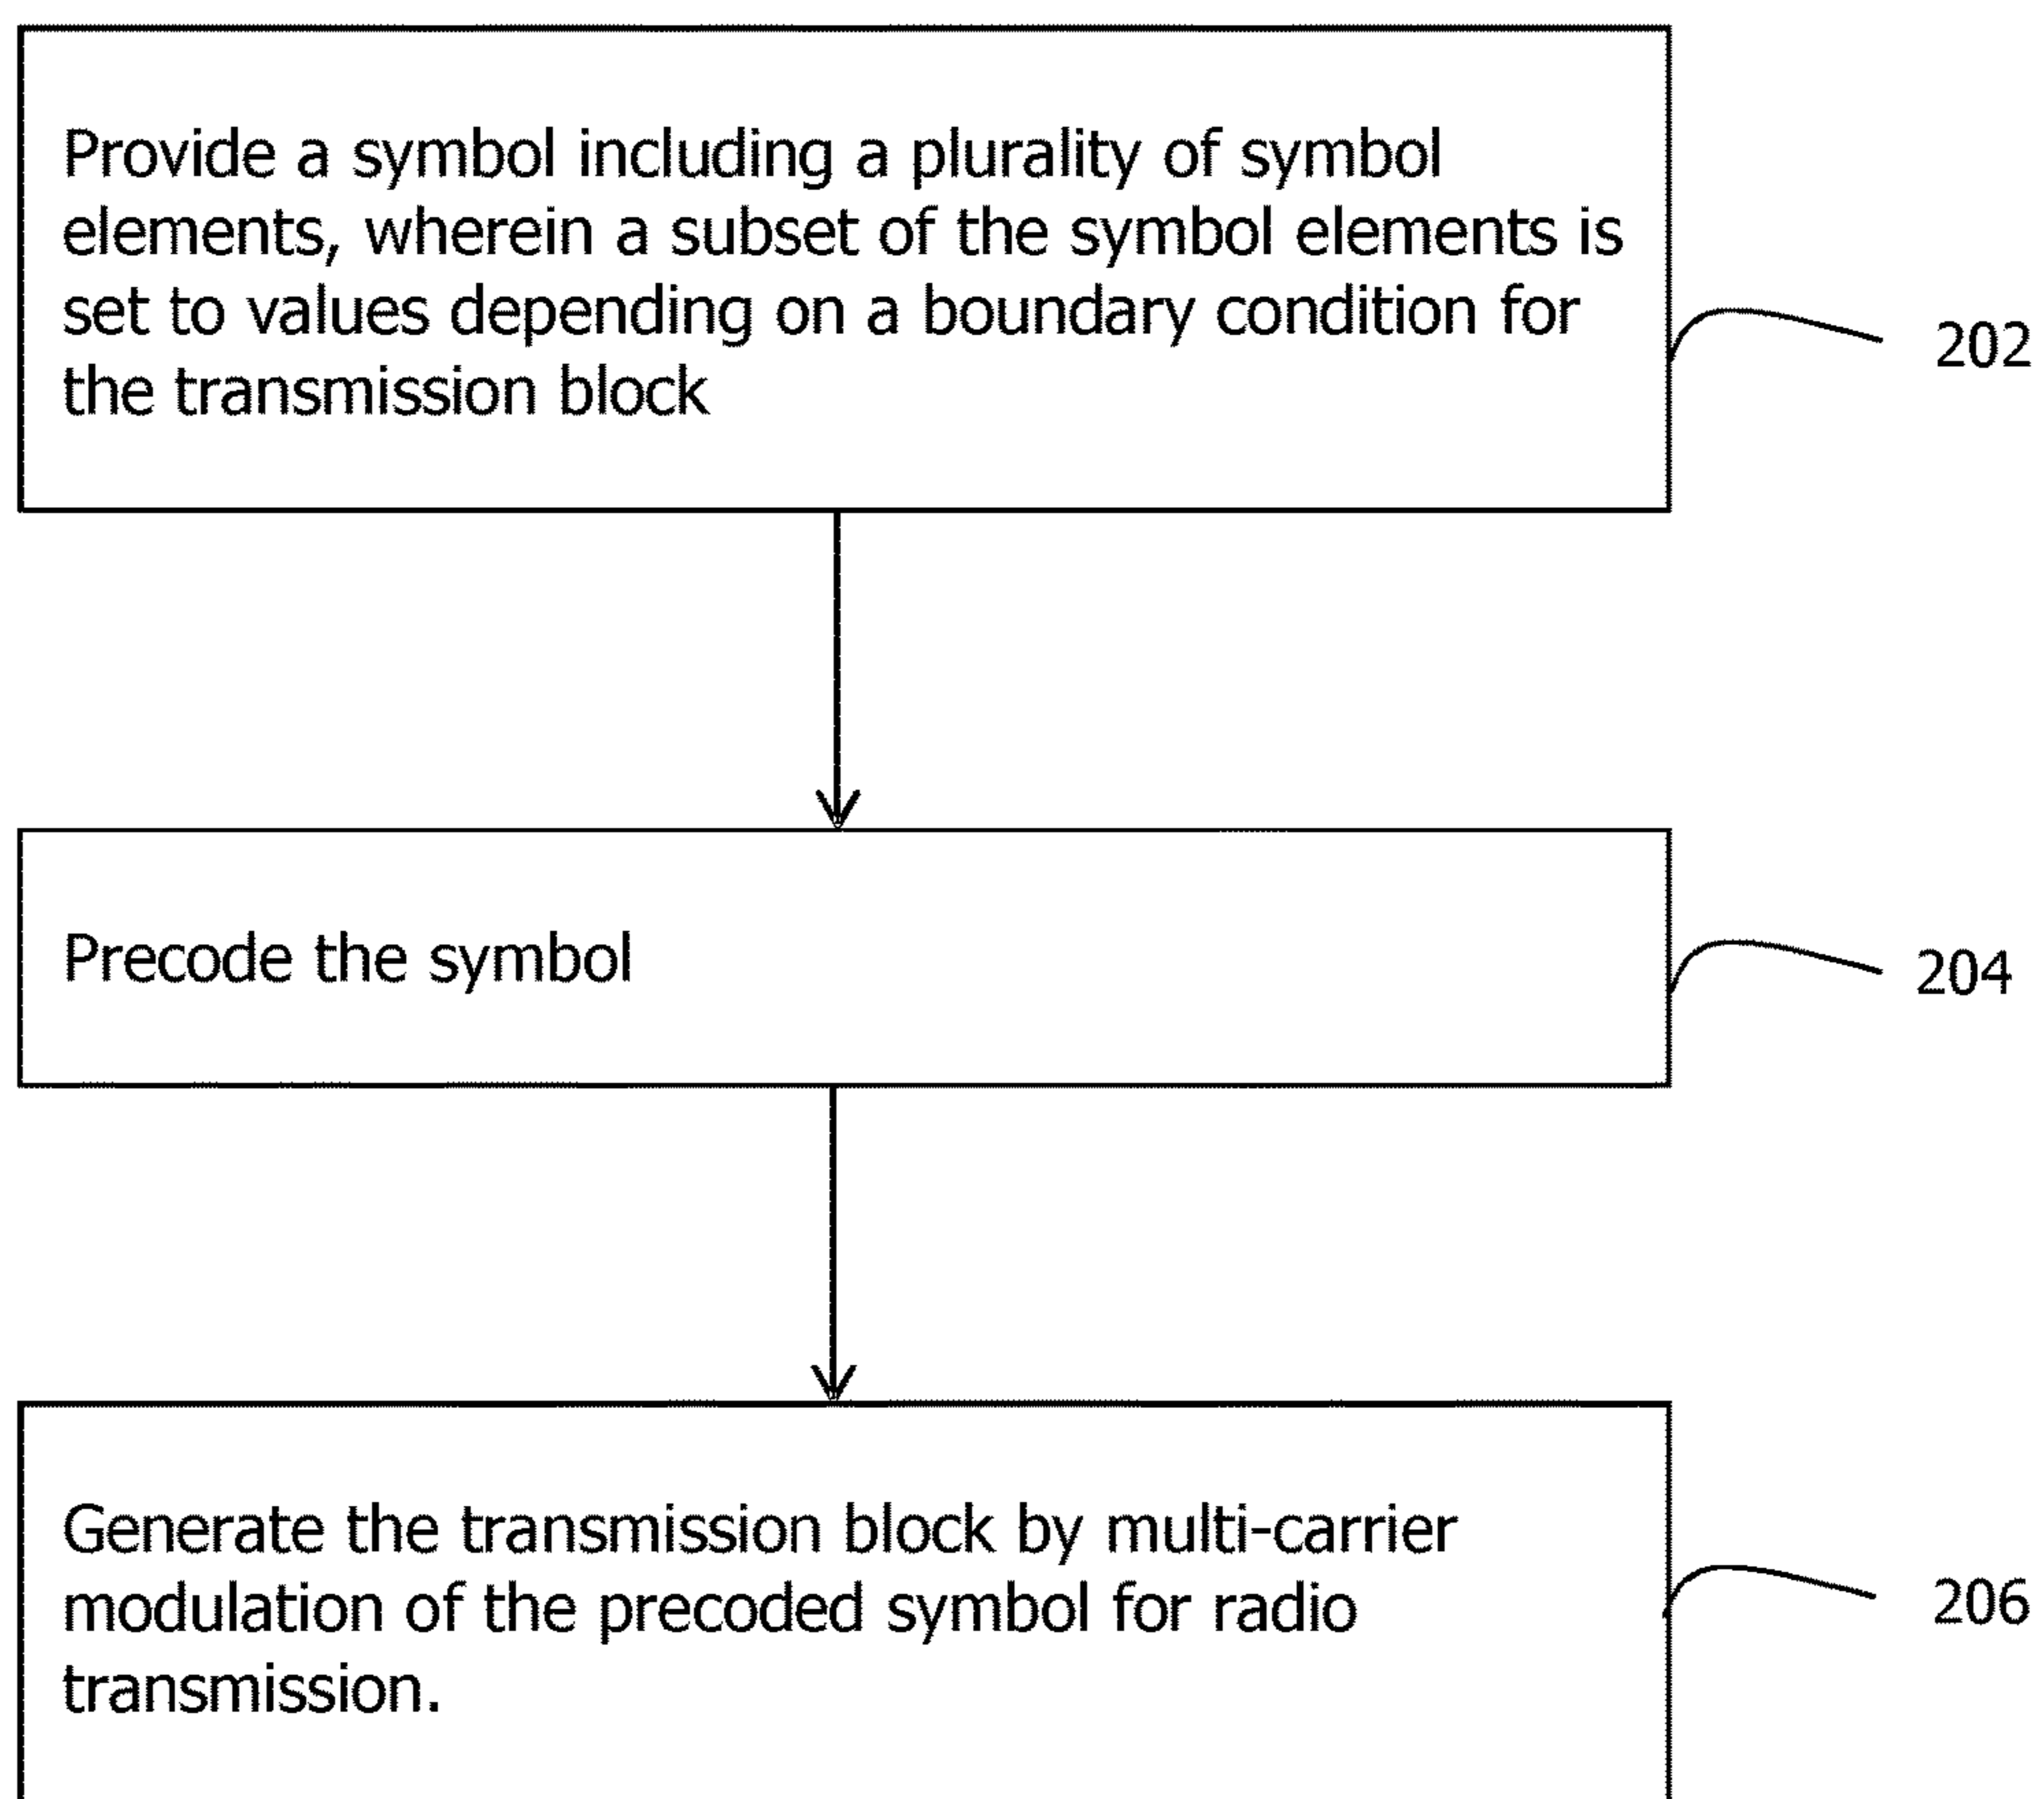 Provide a symbol including a plurality of symbol
elements, wherein a subset of the symbol elements is
set to values depending on a boundary condition for
the transmission block
202
Precode the symbol
204
Generate the transmission block by multi-carrier
modulation of the precoded symbol for radio
transmission.
206